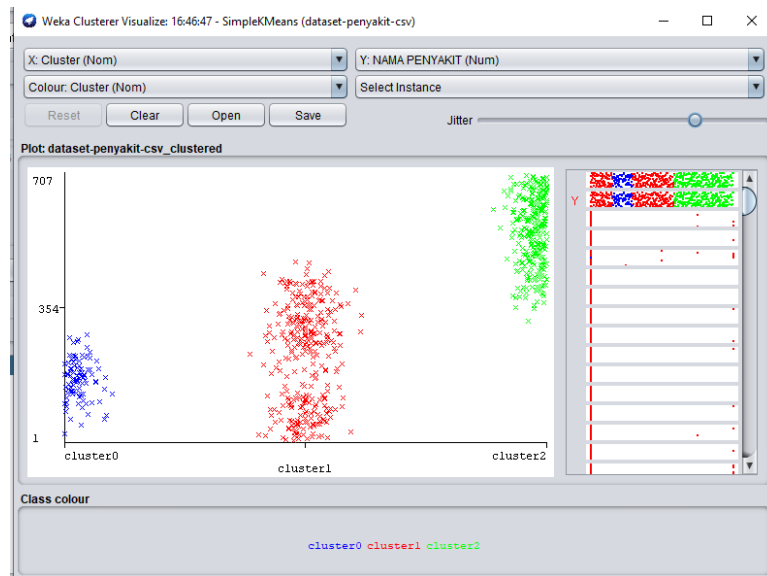 Weka Clusterer Visualize: 16:46:47 - SimpleKMeans (dataset-penyakit-csv)
X: Cluster (Nom) Y: NAMA PENYAKIT (Num)
Colour: Cluster (Nom) Select Instance
Reset Clear Open Save Jitter
Plot: dataset-penyakit-csv_clustered
707
Y
354
1
cluster0 cluster1 cluster2
Class colour
cluster0 cluster1 cluster2